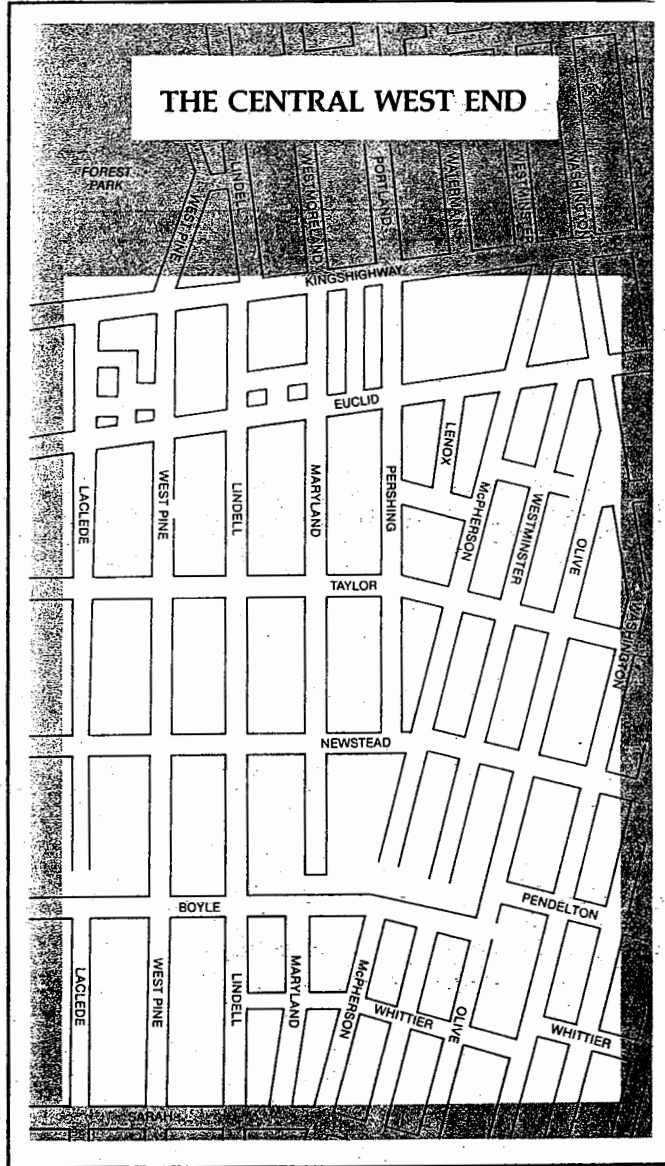 THE CENTRAL WEST END
FOREST
PARK
WEST PINE
LINDELL
WESTMORELAND
PORTLAND
WATERMAN
WESTMINSTER
WASHINGTON
KINGSHIGHWAY
EUCLID
LENOX
LACLEDE
WEST PINE
LINDELL
MARYLAND
PERSHING
McPHERSON
WESTMINSTER
OLIVE
TAYLOR
WASHINGTON
NEWSTEAD
BOYLE
PENDELTON
LACLEDE
WEST PINE
LINDELL
MARYLAND
McPHERSON
WHITTIER
OLIVE
WHITTIER
SARAH